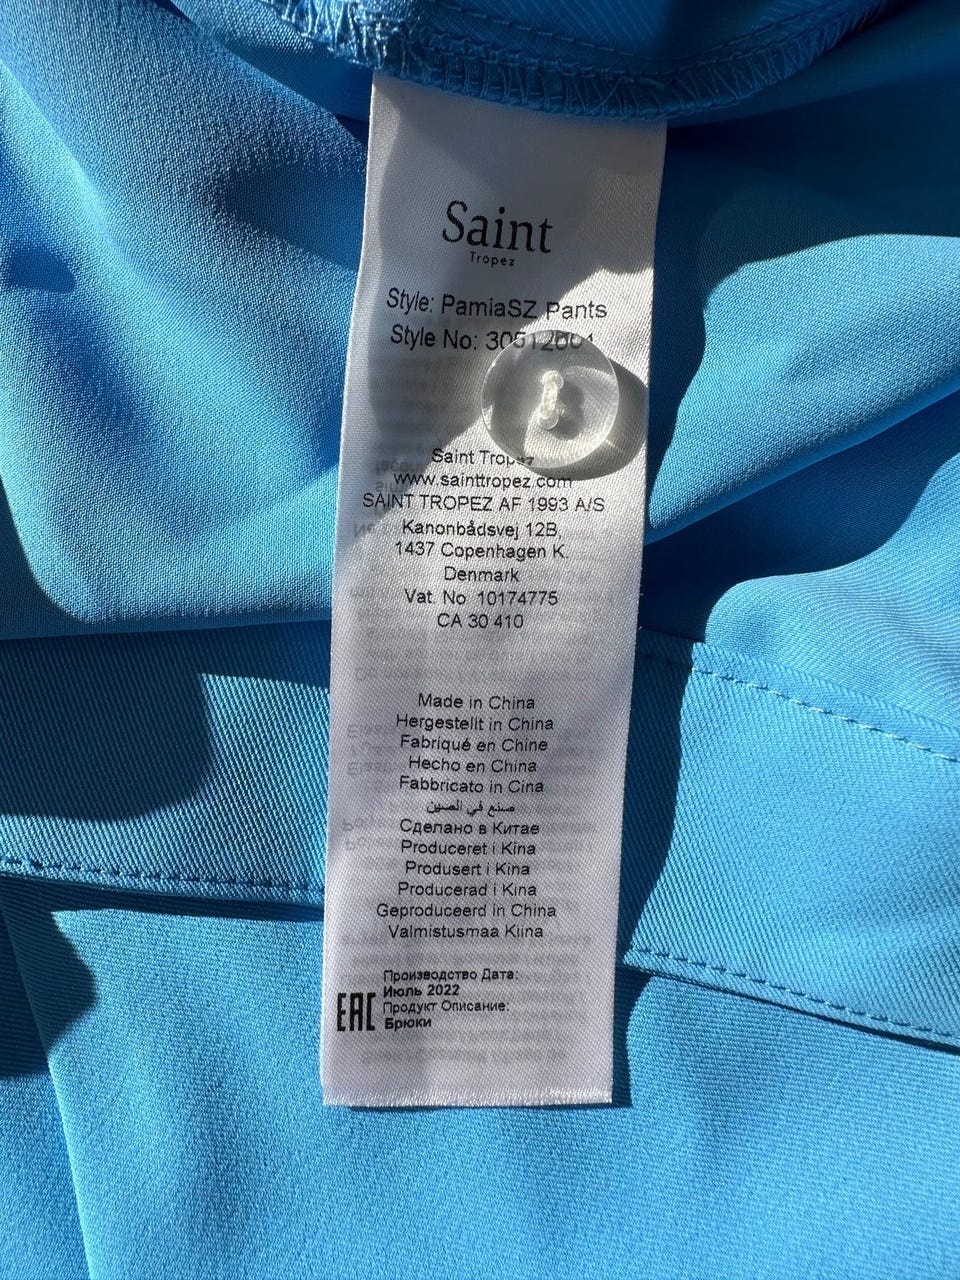 Saint
Tropez
Style: PamiaSZ Pants
Style No:
Saint Tropez
www.sainttropez.com
SAINT TROPEZ AF 1993 A/S
Kanonbådsvej 12B,
1437 Copenhagen K.
Denmark
Vat. No 10174775
CA 30 410
Made in China
Hergestellt in China
Fabriqué en Chine
Hecho en China
Fabbricato in Cina
صنع في الصين
Сделано в Китае
Produceret i Kina
Produsert i Kina
Producerad i Kina
Geproduceerd in China
Valmistusmaa Kiina
Производство Дата:
Июль 2022
Продукт Описание:
Брюки
EAC